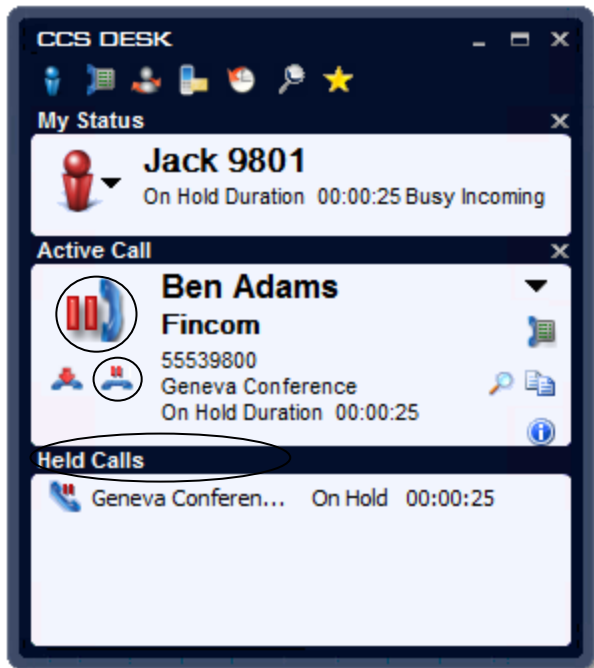 CCS DESK
My Status
Jack 9801
On Hold Duration 00:00:25 Busy Incoming
Active Call
Ben Adams
Fincom
55539800
Geneva Conference
On Hold Duration 00:00:25
Held Calls
Geneva Conferen... On Hold 00:00:25